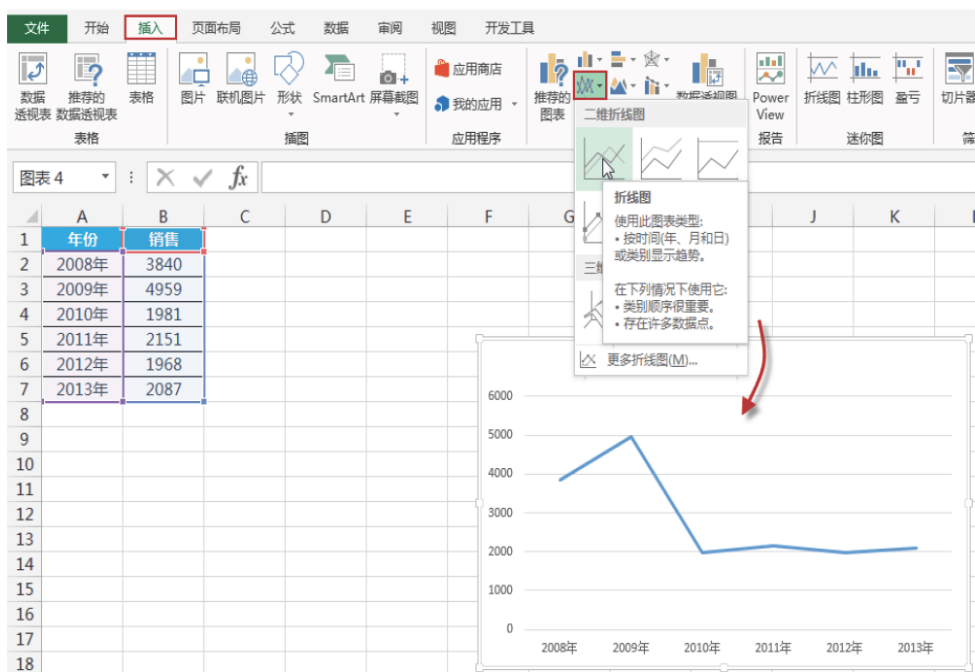 文件 开始 插入 页面布局 公式 数据 审阅 视图 开发工具
数据
透视表
推荐的
数据透视表
表格
表格
图片 联机图片 形状 SmartArt 屏幕截图
插图
应用商店
我的应用
应用程序
推荐的
图表
数据透视图
Power
View
报告
折线图 柱形图 盈亏
迷你图
切片器
筛
二维折线图
折线图
使用此图表类型:
• 按时间(年、月和日)
或类别显示趋势。
在下列情况下使用它:
• 类别顺序很重要。
• 存在许多数据点。
更多折线图(M)...
图表 4
fx
A B C D E F G J K
1 年份 销售
2 2008年 3840
3 2009年 4959
4 2010年 1981
5 2011年 2151
6 2012年 1968
7 2013年 2087
8
9
10
11
12
13
14
15
16
17
18
6000
5000
4000
3000
2000
1000
0
2008年 2009年 2010年 2011年 2012年 2013年